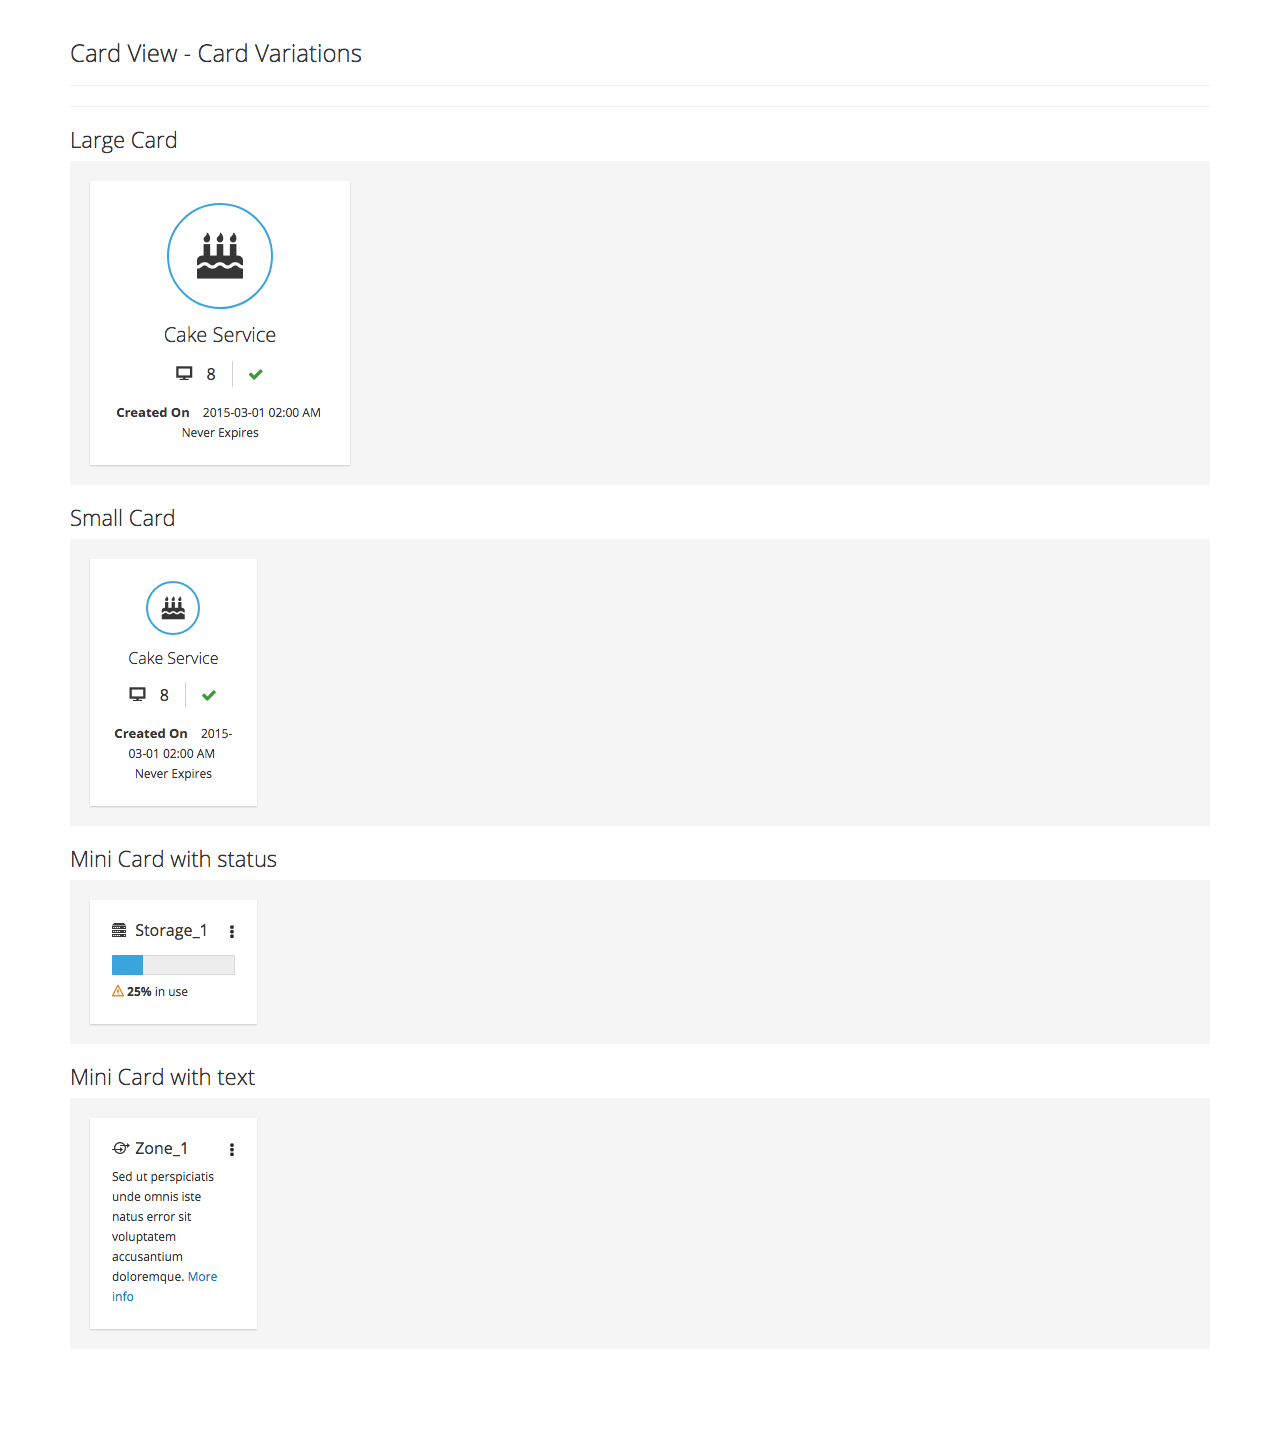 Card View - Card Variations
Large Card
Cake Service
8
Created On 2015-03-01 02:00 AM
Never Expires
Small Card
Cake Service
8
Created On 2015-
03-01 02:00 AM
Never Expires
Mini Card with status
Storage_1
25% in use
Mini Card with text
Zone_1
Sed ut perspiciatis
unde omnis iste
natus error sit
voluptatem
accusantium
doloremque. More
info